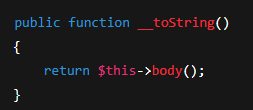 public function __toString()
{
    return $this->body();
}